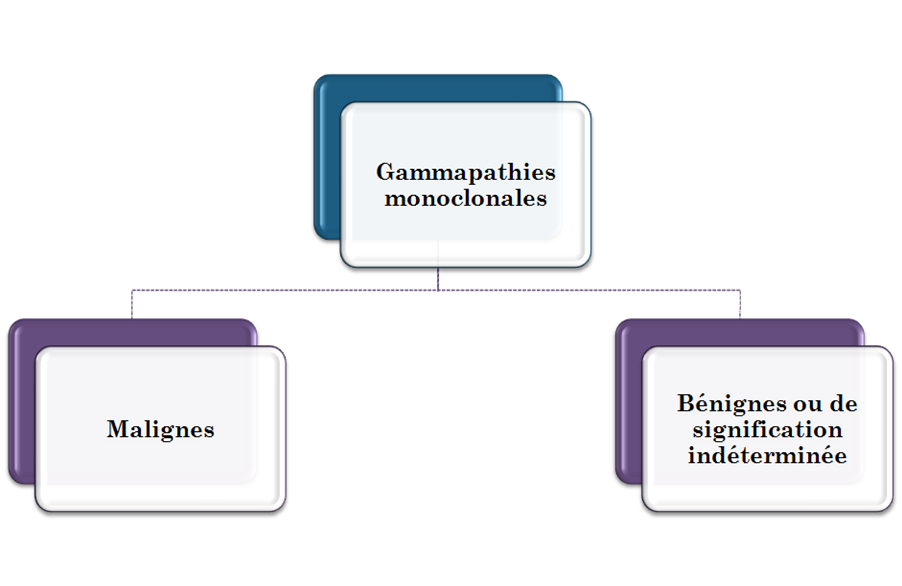 Gammapathies
monoclonales
Malignes
Bénignes ou de
signification
indéterminée